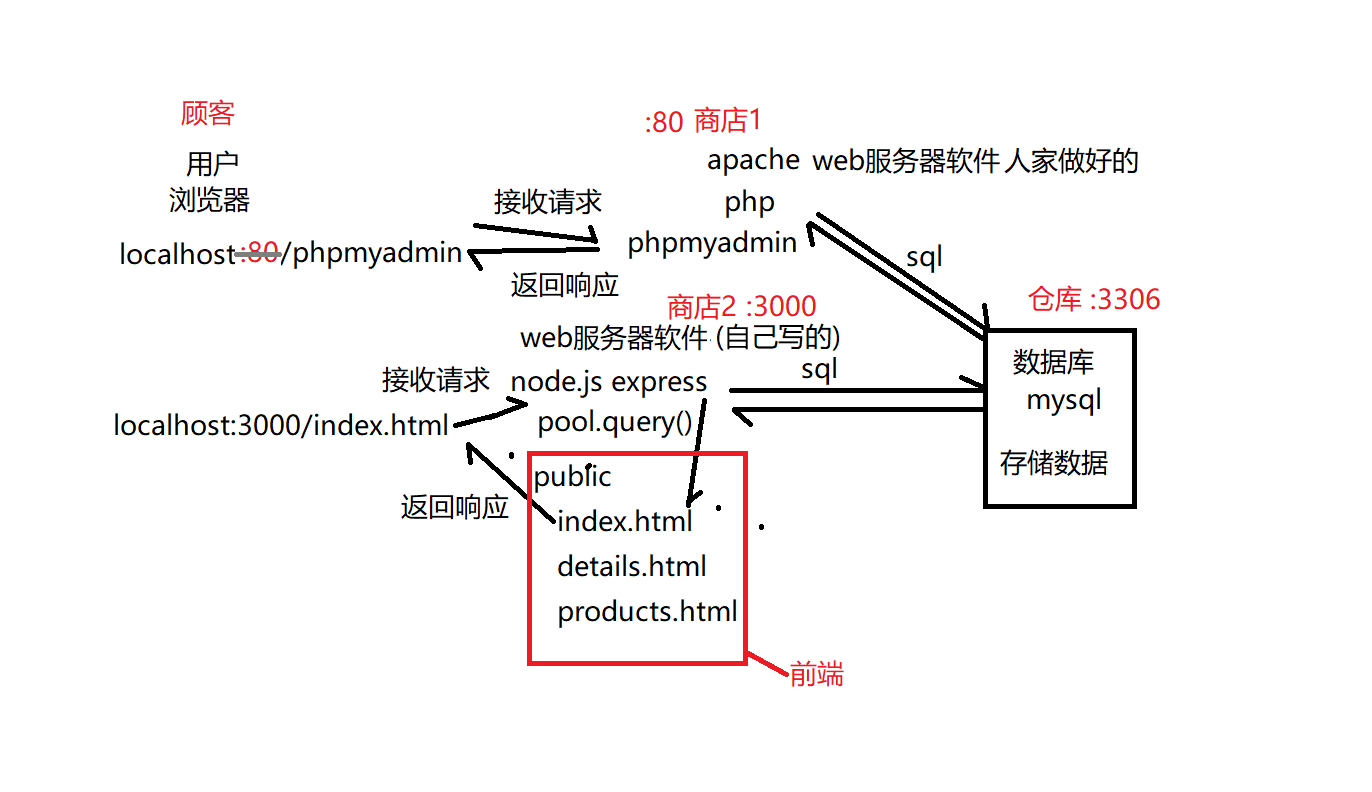 顾客
用户
浏览器
localhost:80/phpmyadmin
接收请求
返回响应
:80 商店1
apache web服务器软件 人家做好的
php
phpmyadmin
sql
仓库 :3306
数据库
mysql
存储数据
商店2 :3000
web服务器软件 (自己写的)
接收请求
node.js express
sql
localhost:3000/index.html
pool.query()
返回响应
public
index.html
details.html
products.html
前端